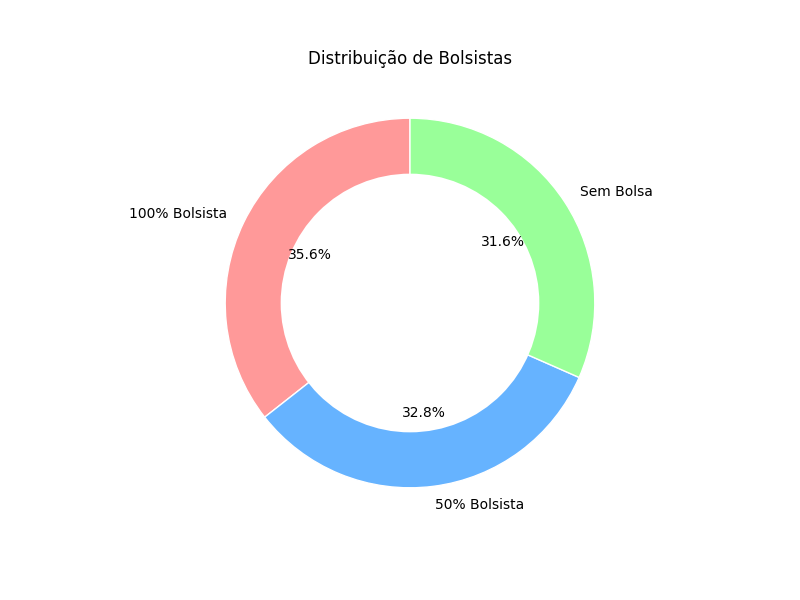 Distribuição de Bolsistas
Sem Bolsa
100% Bolsista
31.6%
35.6%
32.8%
50% Bolsista